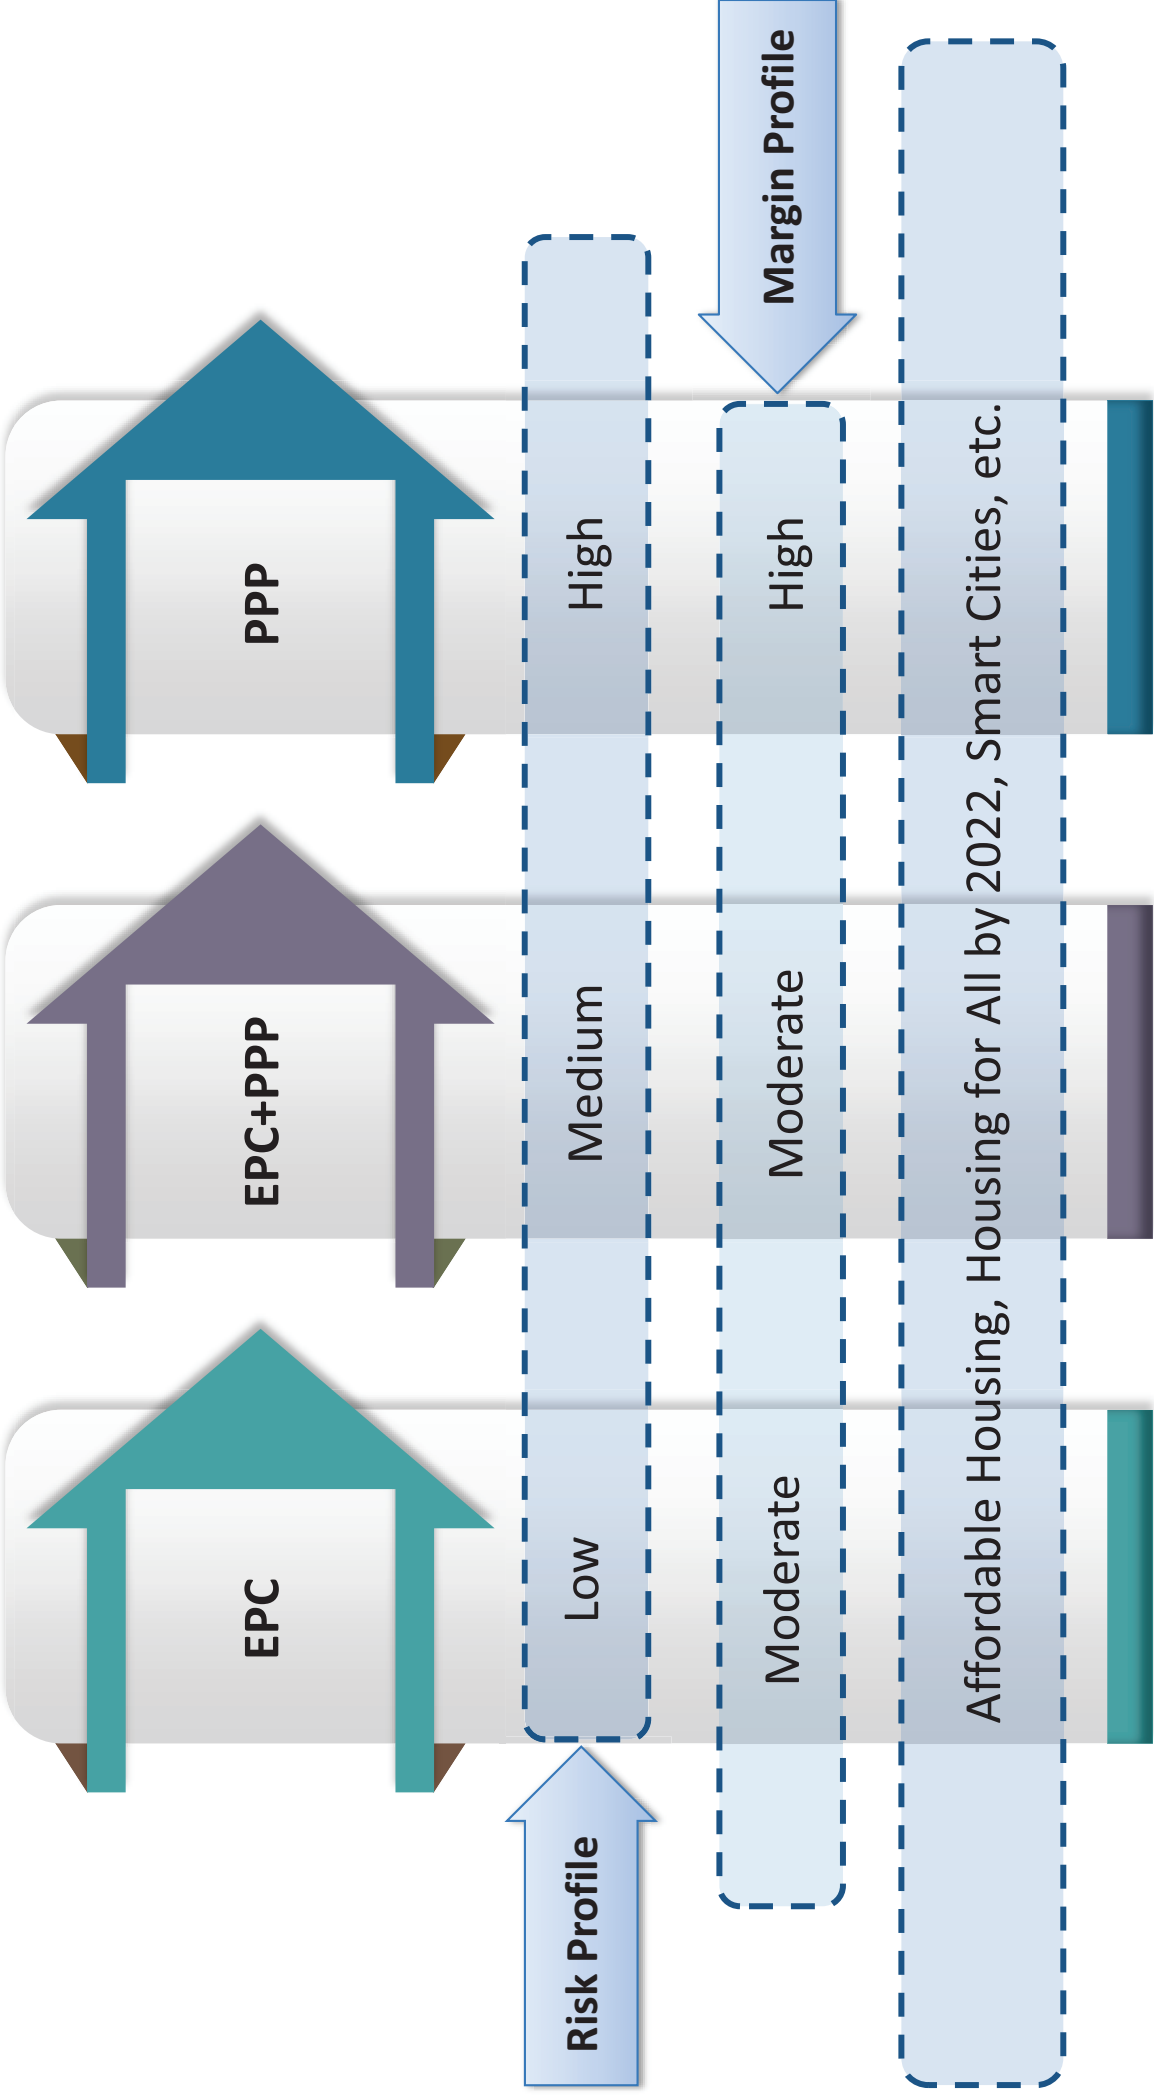 EPC
EPC+PPP
PPP
Risk Profile
Low
Medium
High
Moderate
Moderate
High
Margin Profile
Affordable Housing, Housing for All by 2022, Smart Cities, etc.